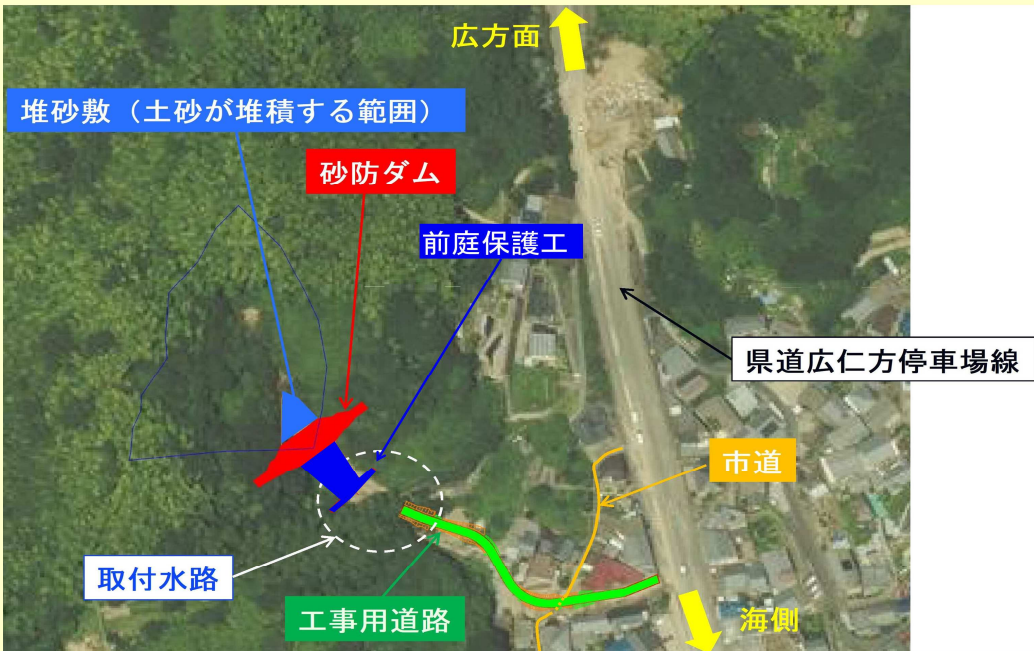 広方面
堆砂敷（土砂が堆積する範囲）
砂防ダム
前庭保護工
県道広仁方停車場線
市道
取付水路
工事用道路
海側